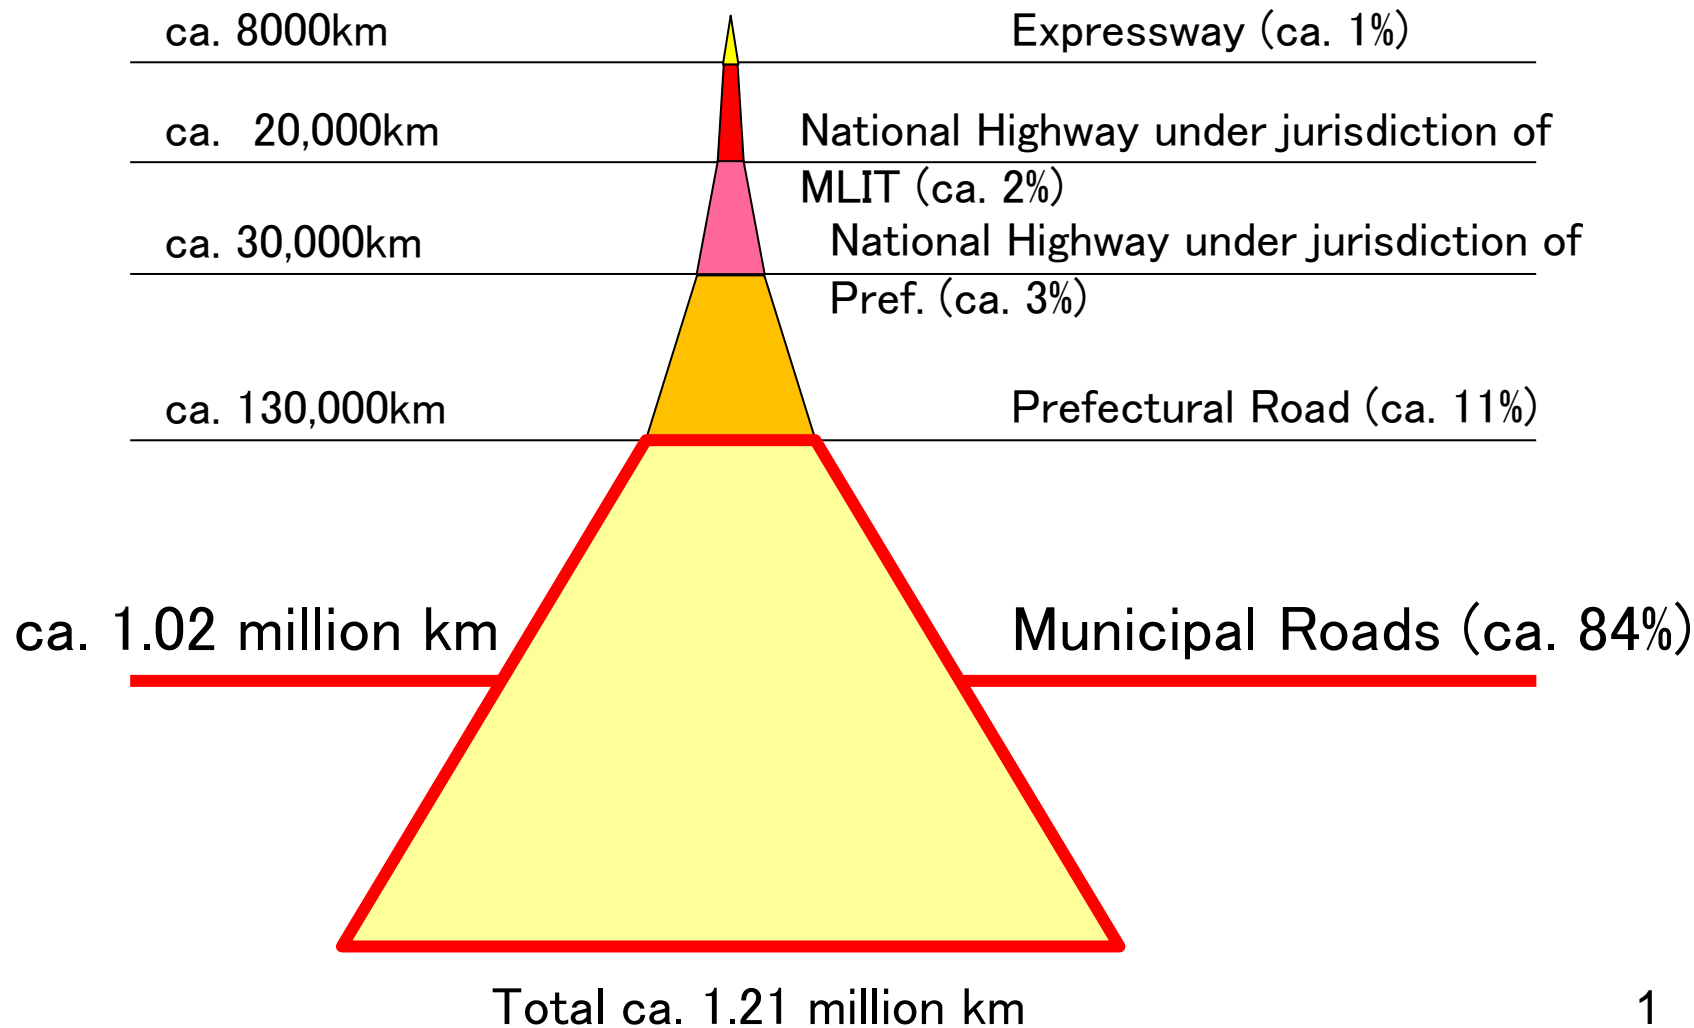 ca. 8000km
Expressway (ca. 1%)
ca. 20,000km
National Highway under jurisdiction of
MLIT (ca. 2%)
ca. 30,000km
National Highway under jurisdiction of
Pref. (ca. 3%)
ca. 130,000km
Prefectural Road (ca. 11%)
ca. 1.02 million km
Municipal Roads (ca. 84%)
Total ca. 1.21 million km
1